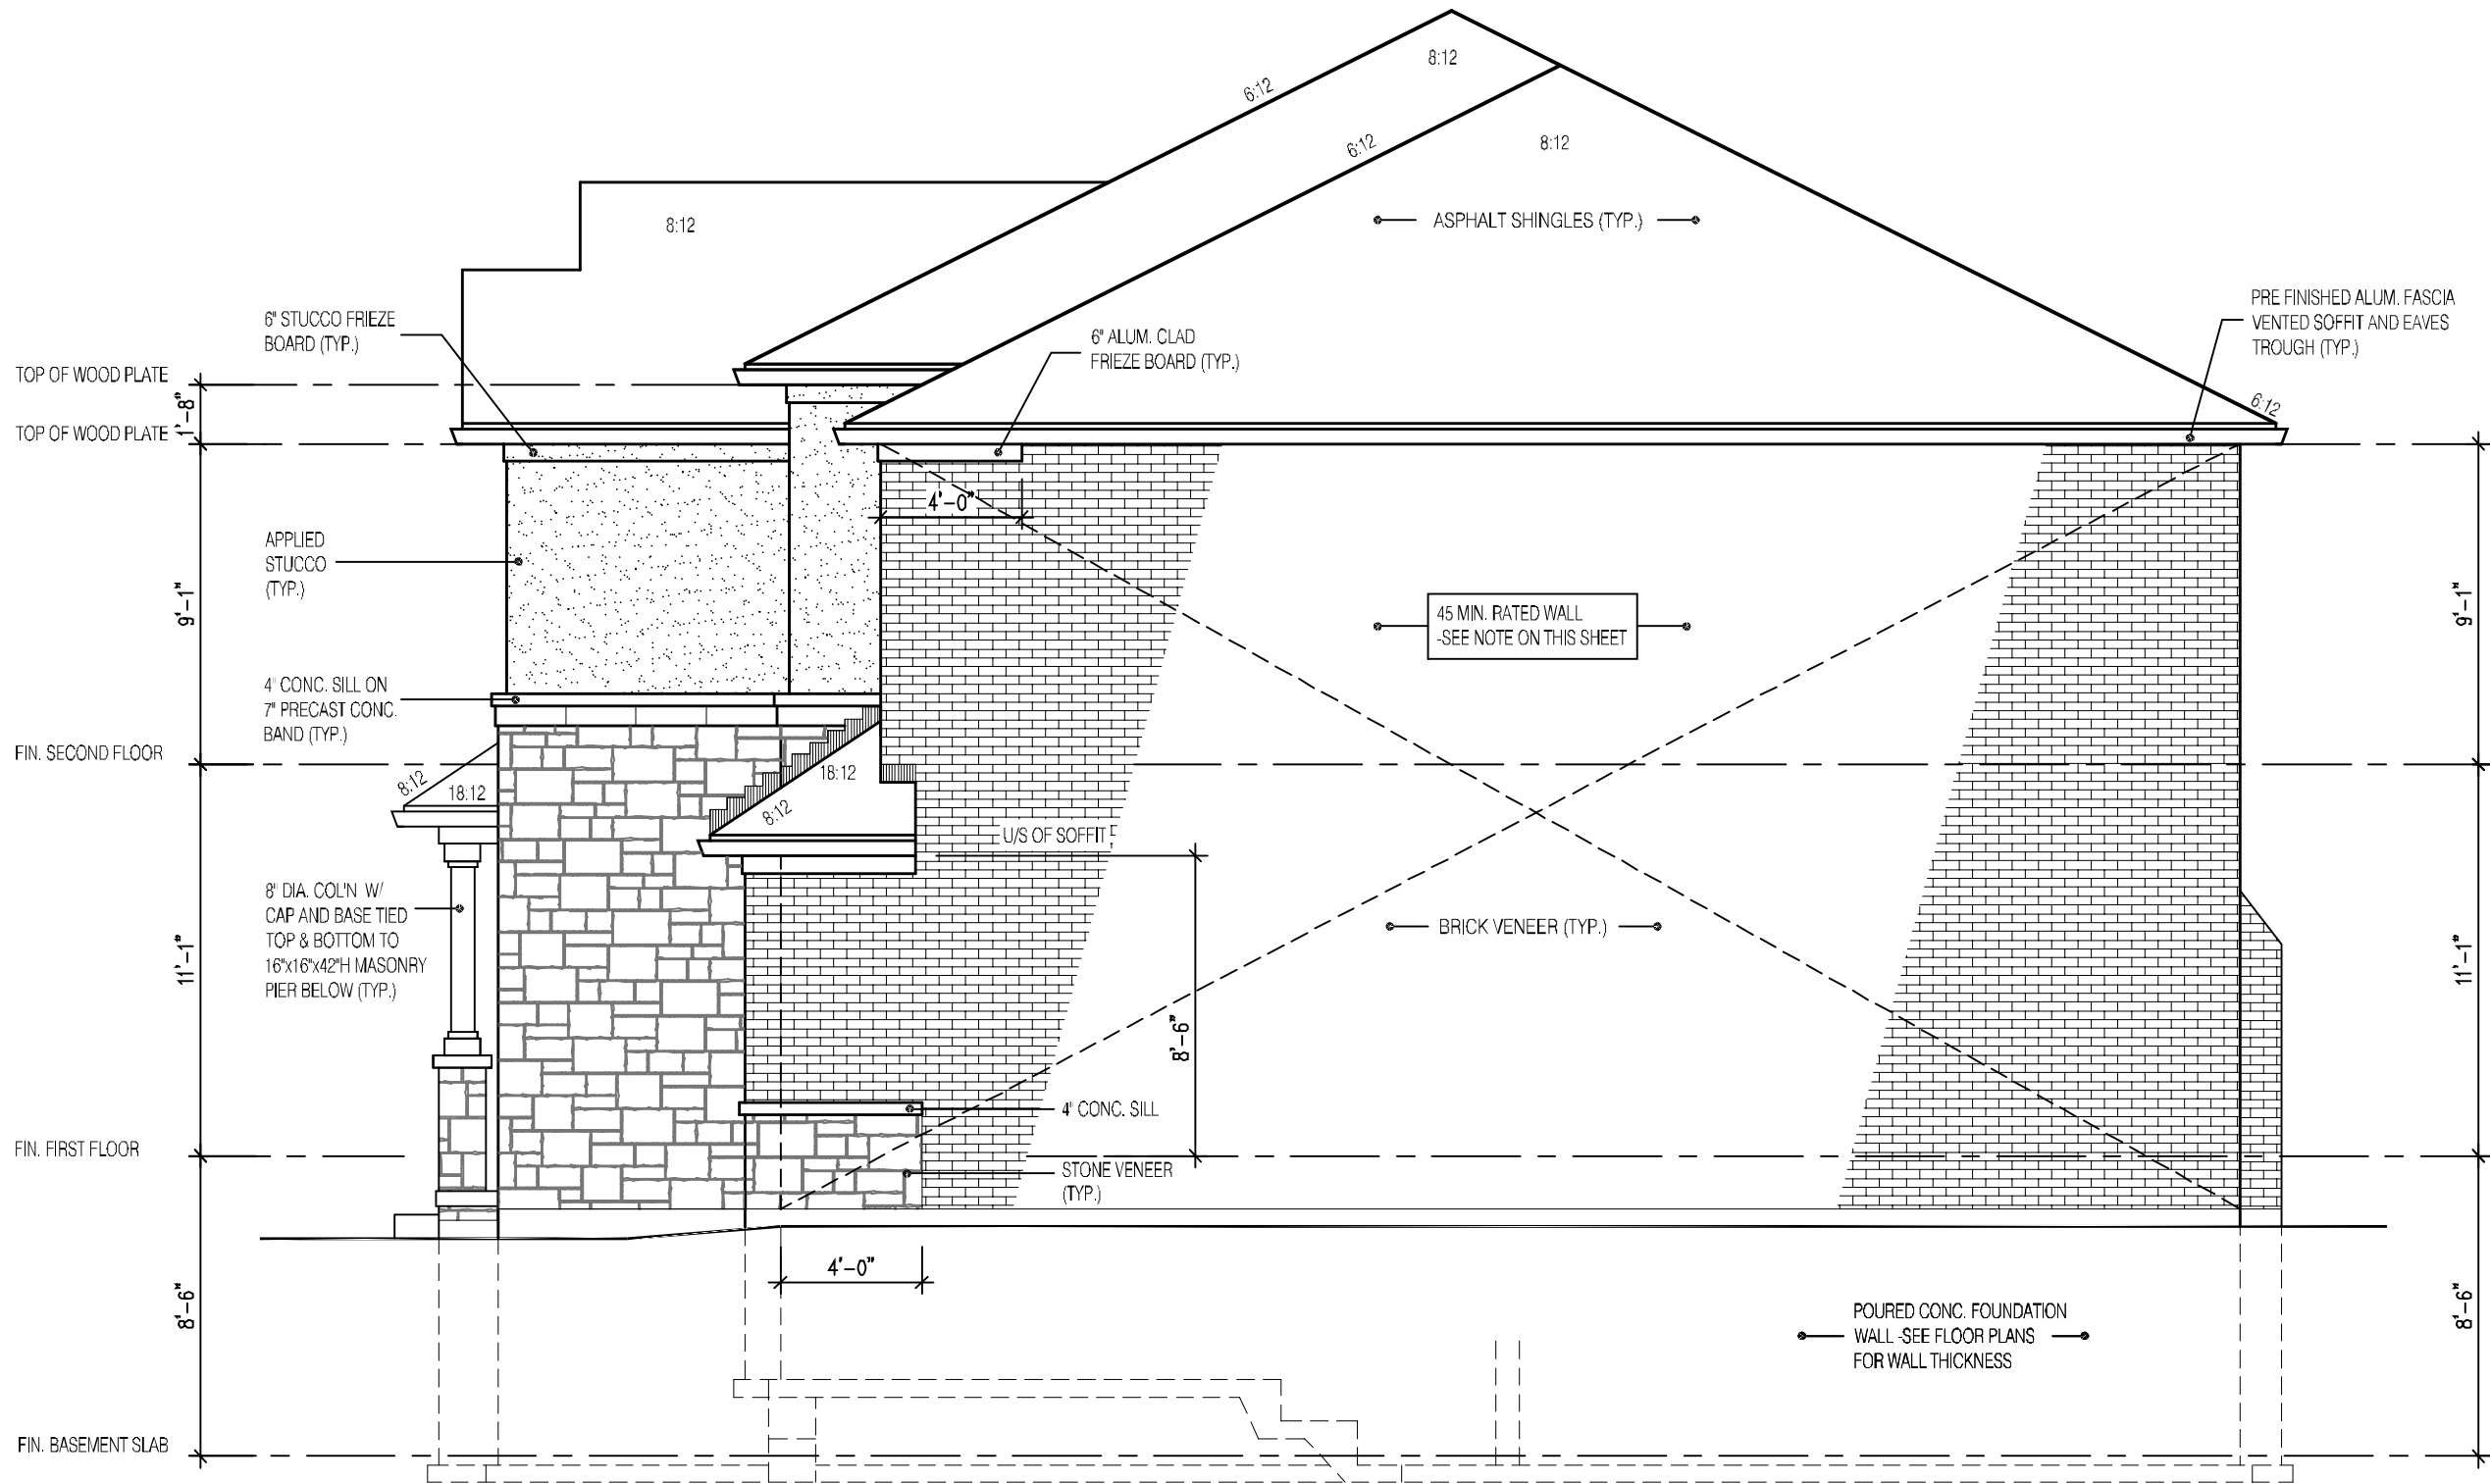 8:12
6:12
6:12
8:12
8:12
ASPHALT SHINGLES (TYP.)
6" STUCCO FRIEZE
BOARD (TYP.)
6" ALUM. CLAD
FRIEZE BOARD (TYP.)
PRE FINISHED ALUM. FASCIA
VENTED SOFFIT AND EAVES
TROUGH (TYP.)
TOP OF WOOD PLATE
1'-8"
TOP OF WOOD PLATE
6:12
4'-0"
APPLIED
STUCCO
(TYP.)
9'-1"
9'-1"
45 MIN. RATED WALL
-SEE NOTE ON THIS SHEET
4" CONC. SILL ON
7" PRECAST CONC.
BAND (TYP.)
FIN. SECOND FLOOR
8:12
18:12
18:12
8:12
U/S OF SOFFIT
8" DIA. COL'N W/
CAP AND BASE TIED
TOP & BOTTOM TO
16"x16"x42"H MASONRY
PIER BELOW (TYP.)
BRICK VENEER (TYP.)
11'-1"
11'-1"
8'-6"
4" CONC. SILL
FIN. FIRST FLOOR
STONE VENEER
(TYP.)
4'-0"
8'-6"
8'-6"
POURED CONC. FOUNDATION
WALL -SEE FLOOR PLANS
FOR WALL THICKNESS
FIN. BASEMENT SLAB